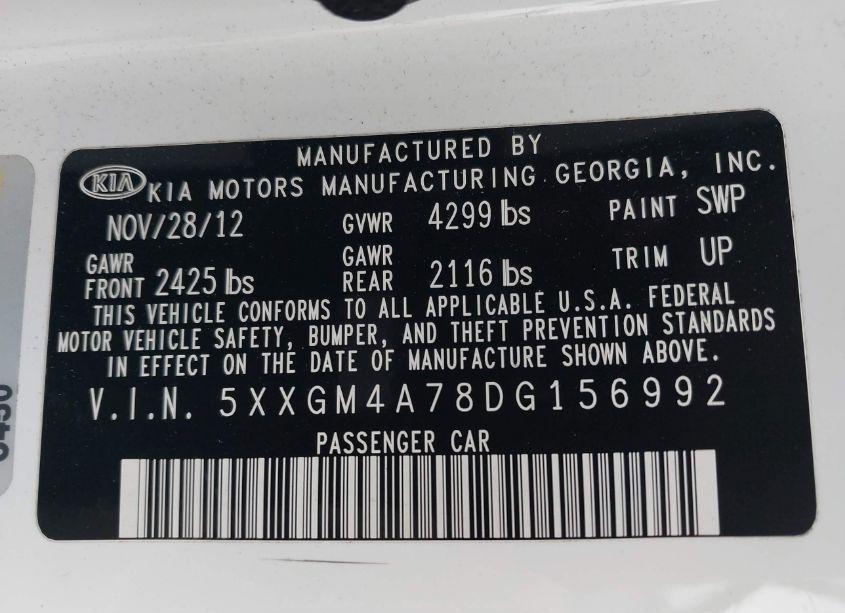 MANUFACTURED BY
KIA KIA MOTORS MANUFACTURING GEORGIA, INC.
NOV/28/12 GVWR 4299 lbs PAINT SWP
GAWR FRONT 2425 lbs GAWR REAR 2116 lbs TRIM UP
THIS VEHICLE CONFORMS TO ALL APPLICABLE U.S.A. FEDERAL
MOTOR VEHICLE SAFETY, BUMPER, AND THEFT PREVENTION STANDARDS
IN EFFECT ON THE DATE OF MANUFACTURE SHOWN ABOVE.
V.I.N. 5XXGM4A78DG156992
PASSENGER CAR